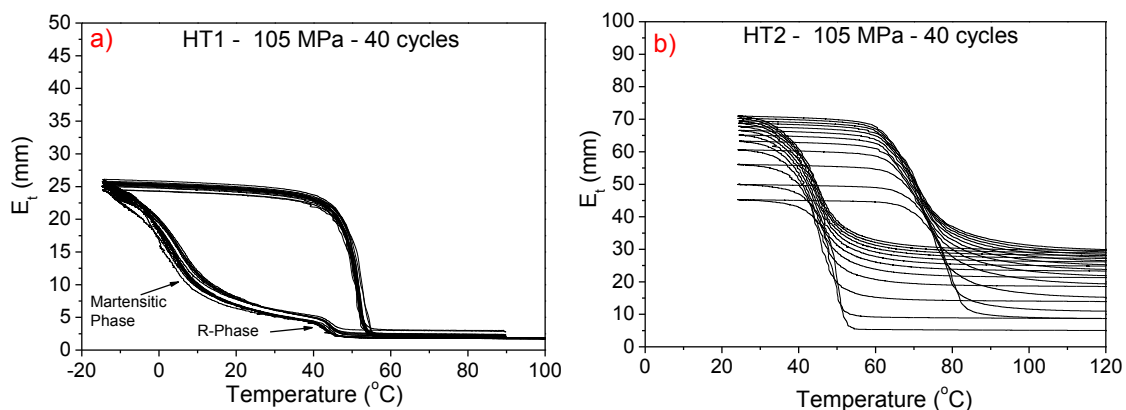 a)
HT1 - 105 MPa - 40 cycles
50
45
40
35
30
25
20
15
10
5
0
E_t (mm)
Martensitic
Phase
R-Phase
-20 0 20 40 60 80 100
Temperature (°C)
b)
HT2 - 105 MPa - 40 cycles
100
90
80
70
60
50
40
30
20
10
0
E_t (mm)
0 20 40 60 80 100 120
Temperature (°C)